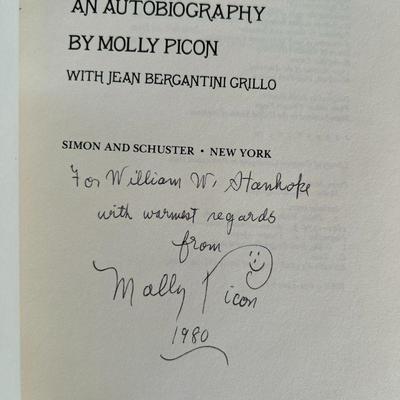 AN AUTOBIOGRAPHY
BY MOLLY PICON
WITH JEAN BERGANTINI GRILLO
SIMON AND SCHUSTER • NEW YORK
For William W. Stanhope
with warmest regards
from
Molly Picon
1980